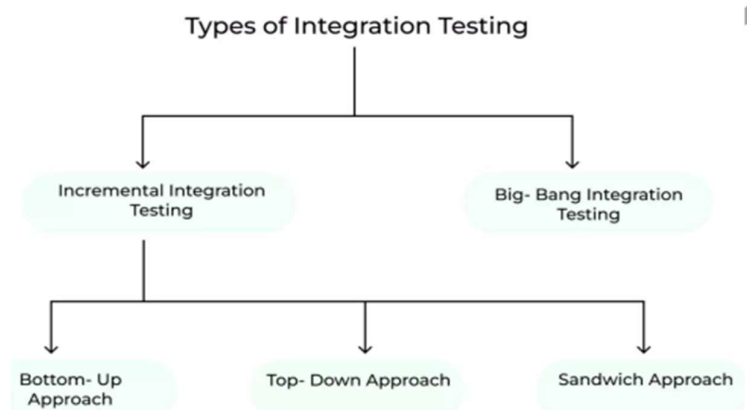 Types of Integration Testing
Incremental Integration
Testing
Big- Bang Integration
Testing
Bottom- Up
Approach
Top- Down Approach
Sandwich Approach